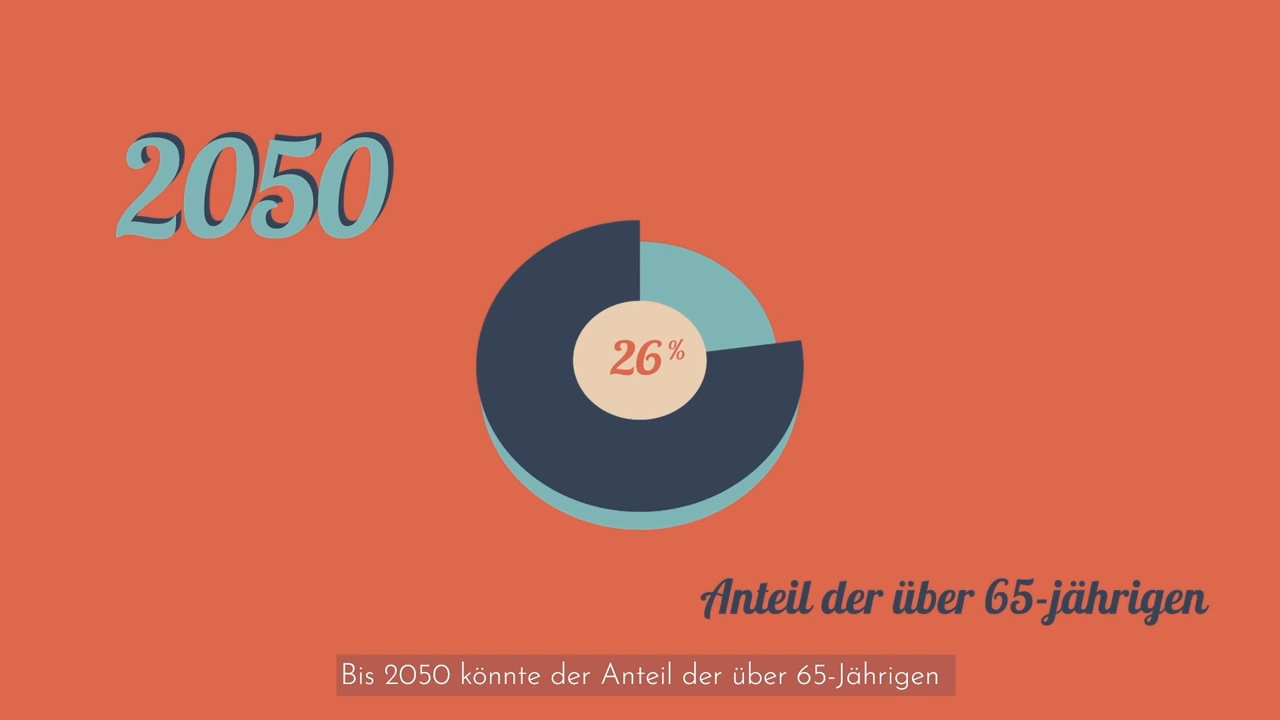 2050
26%
Anteil der über 65-jährigen
Bis 2050 könnte der Anteil der über 65-Jährigen